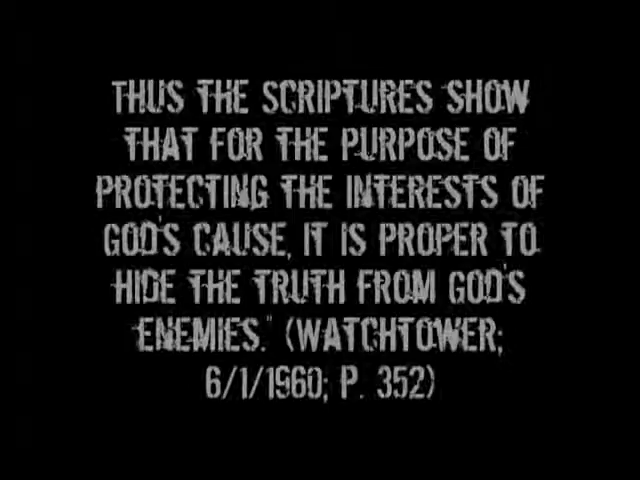 THUS THE SCRIPTURES SHOW
THAT FOR THE PURPOSE OF
PROTECTING THE INTERESTS OF
GOD'S CAUSE, IT IS PROPER TO
HIDE THE TRUTH FROM GOD'S
ENEMIES." (WATCHTOWER;
6/1/1960; P. 352)